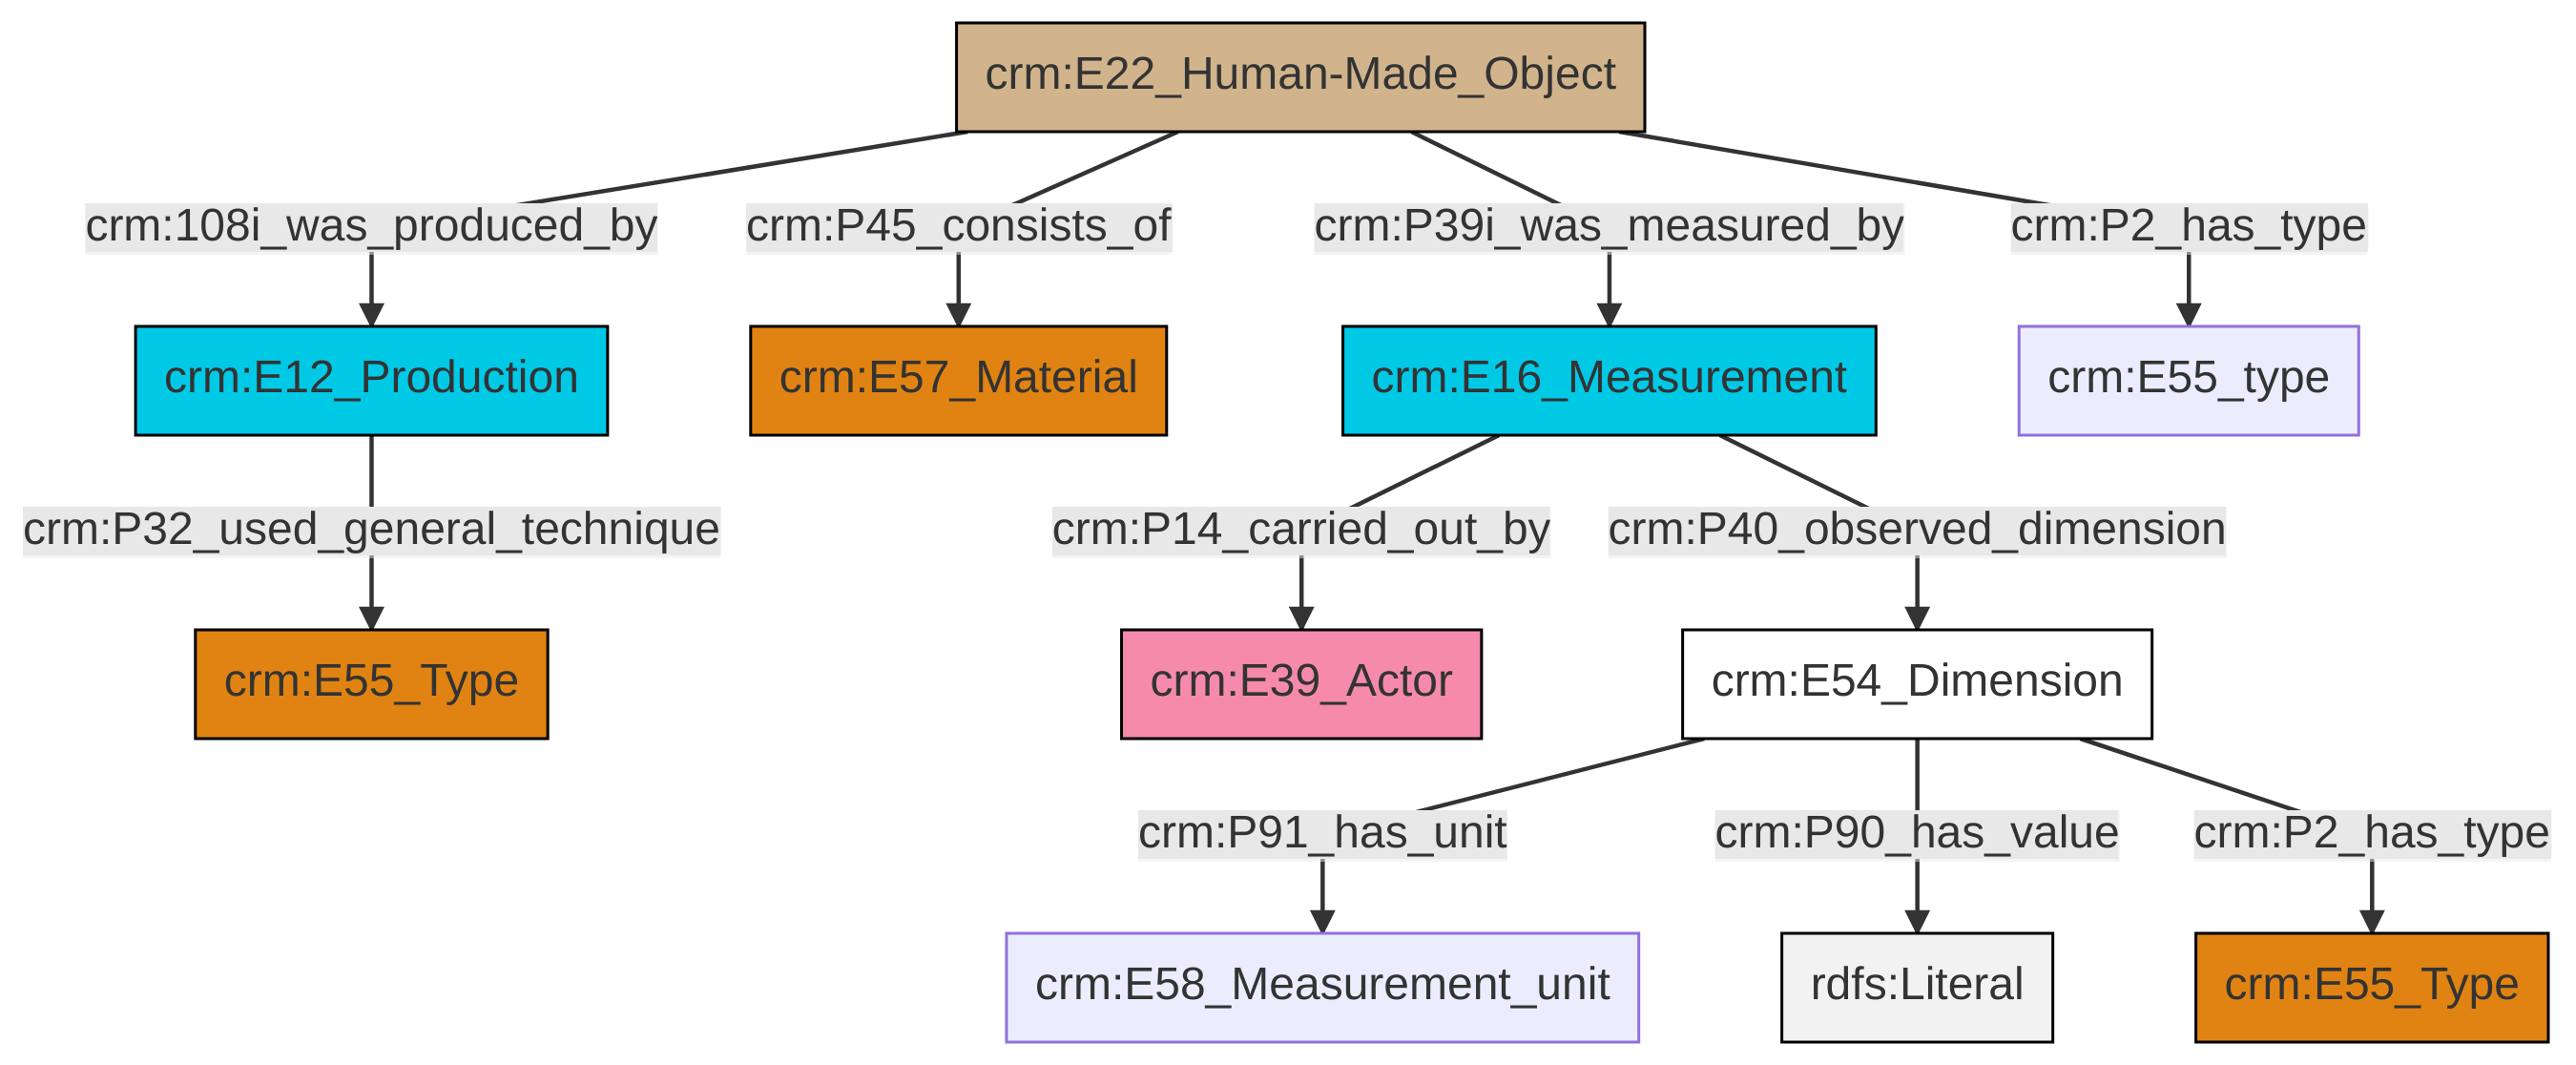 crm:E22_Human-Made_Object
crm:108i_was_produced_by
crm:P45_consists_of
crm:P39i_was_measured_by
crm:P2_has_type
crm:E12_Production
crm:E57_Material
crm:E16_Measurement
crm:E55_type
crm:P32_used_general_technique
crm:P14_carried_out_by
crm:P40_observed_dimension
crm:E55_Type
crm:E39_Actor
crm:E54_Dimension
crm:P91_has_unit
crm:P90_has_value
crm:P2_has_type
crm:E58_Measurement_unit
rdfs:Literal
crm:E55_Type